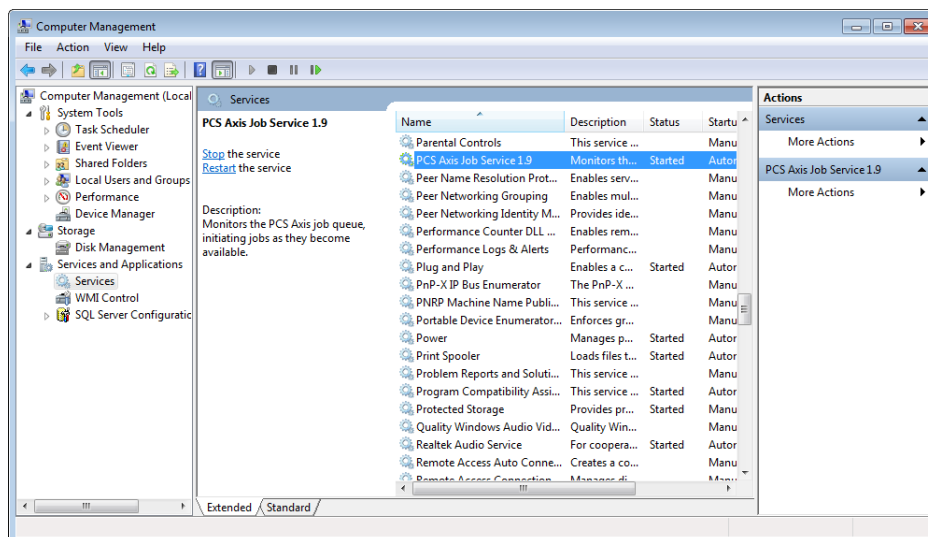 Computer Management
File Action View Help
Computer Management (Local
System Tools
Task Scheduler
Event Viewer
Shared Folders
Local Users and Groups
Performance
Device Manager
Storage
Disk Management
Services and Applications
Services
WMI Control
SQL Server Configuratic
Services
PCS Axis Job Service 1.9
Stop the service
Restart the service
Description:
Monitors the PCS Axis job queue,
initiating jobs as they become
available.
Name Description Status Startu
Parental Controls This service ... Manu
PCS Axis Job Service 1.9 Monitors th... Started Autor
Peer Name Resolution Prot... Enables serv... Manu
Peer Networking Grouping Enables mul... Manu
Peer Networking Identity M... Provides ide... Manu
Performance Counter DLL ... Enables rem... Manu
Performance Logs & Alerts Performanc... Manu
Plug and Play Enables a c... Started Autor
PnP-X IP Bus Enumerator The PnP-X ... Manu
PNRP Machine Name Publi... This service ... Manu
Portable Device Enumerator... Enforces gr... Manu
Power Manages p... Started Autor
Print Spooler Loads files t... Started Autor
Problem Reports and Soluti... This service ... Manu
Program Compatibility Assi... This service ... Started Autor
Protected Storage Provides pr... Started Manu
Quality Windows Audio Vid... Quality Win... Manu
Realtek Audio Service For coopera... Started Autor
Remote Access Auto Conne... Creates a co... Manu
Remote Access Connection Manages di Manu
Extended Standard
Actions
Services
More Actions
PCS Axis Job Service 1.9
More Actions